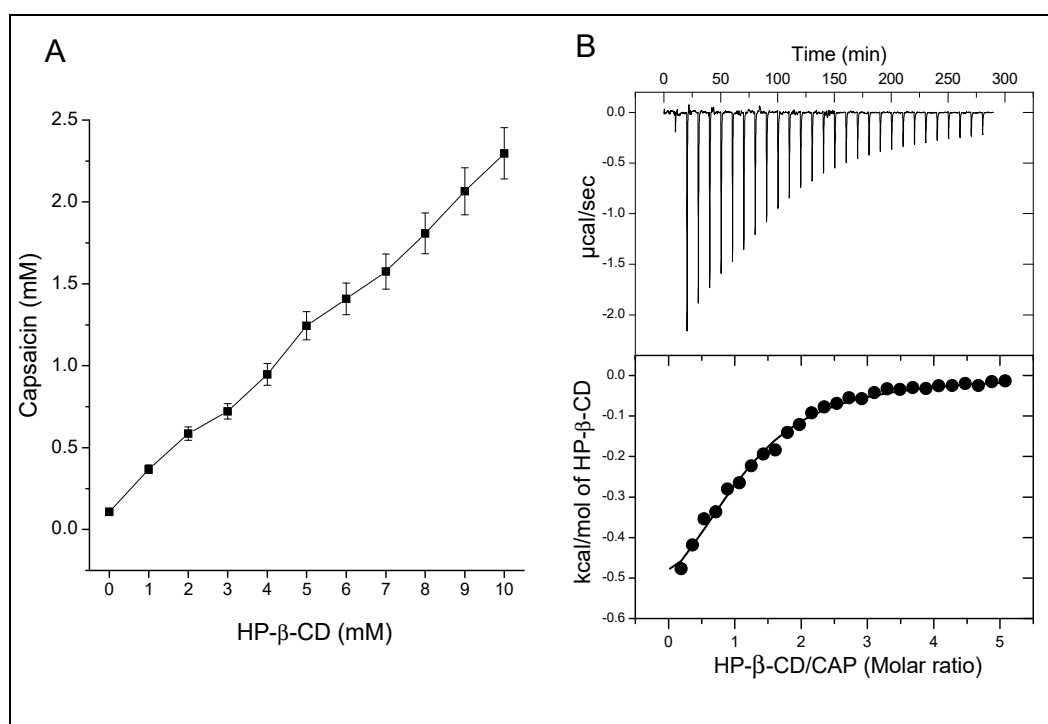 A
2.5
2.0
1.5
1.0
0.5
0.0
Capsaicin (mM)
0 1 2 3 4 5 6 7 8 9 10
HP-β-CD (mM)
B
Time (min)
0 50 100 150 200 250 300
0.0
-0.5
-1.0
-1.5
-2.0
µcal/sec
0.0
-0.1
-0.2
-0.3
-0.4
-0.5
-0.6
kcal/mol of HP-β-CD
0 1 2 3 4 5
HP-β-CD/CAP (Molar ratio)